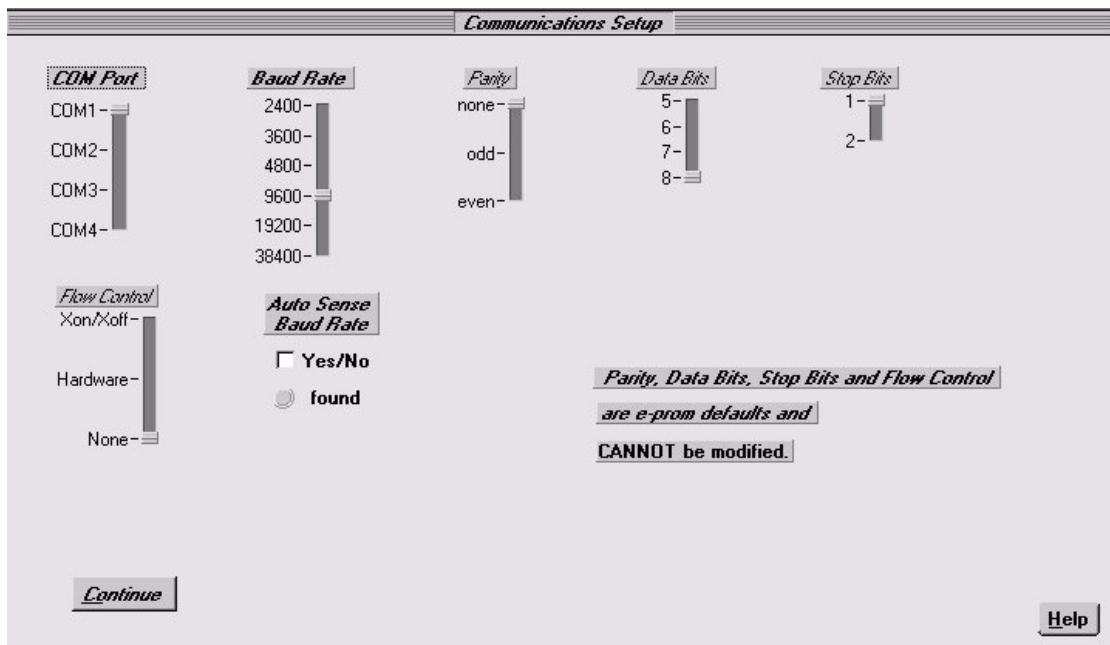 Communications Setup
COM Port
COM1
COM2
COM3
COM4
Baud Rate
2400
3600
4800
9600
19200
38400
Parity
none
odd
even
Data Bits
5
6
7
8
Stop Bits
1
2
Flow Control
Xon/Xoff
Hardware
None
Auto Sense
Baud Rate
Yes/No
found
Parity, Data Bits, Stop Bits and Flow Control
are e-prom defaults and
CANNOT be modified.
Continue
Help